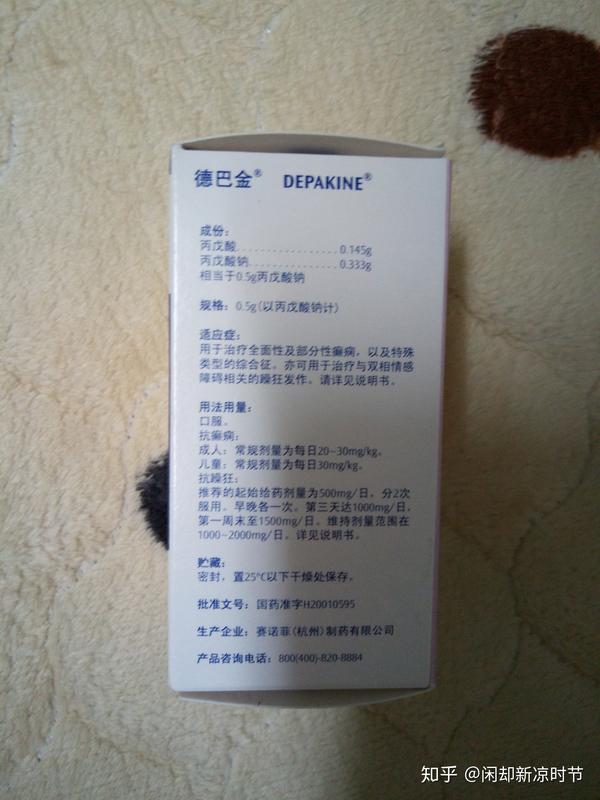 德巴金® DEPAKINE®
成份：
丙戊酸................0.145g
丙戊酸钠..............0.333g
相当于0.5g丙戊酸钠
规格：0.5g(以丙戊酸钠计)
适应症：
用于治疗全面性及部分性癫痫，以及特殊
类型的综合征。亦可用于治疗与双相情感
障碍相关的躁狂发作。请详见说明书。
用法用量：
口服。
抗癫痫：
成人：常规剂量为每日20~30mg/kg。
儿童：常规剂量为每日30mg/kg。
抗躁狂：
推荐的起始给药剂量为500mg/日，分2次
服用，早晚各一次。第三天达1000mg/日，
第一周末至1500mg/日。维持剂量范围在
1000~2000mg/日。详见说明书。
贮藏：
密封，置25℃以下干燥处保存。
批准文号：国药准字H20010595
生产企业：赛诺菲(杭州)制药有限公司
产品咨询电话：800(400)-820-8884
知乎 @闲却新凉时节